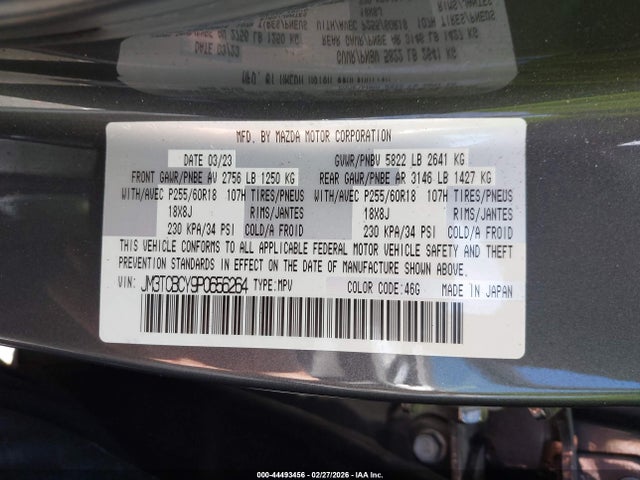 MFD. BY MAZDA MOTOR CORPORATION
DATE 03/23 GVWR/PNBV 5822 LB 2641 KG
FRONT GAWR/PNBE AV 2756 LB 1250 KG REAR GAWR/PNBE AR 3146 LB 1427 KG
WITH/AVEC P255/60R18 107H TIRES/PNEUS WITH/AVEC P255/60R18 107H TIRES/PNEUS
18X8J RIMS/JANTES 18X8J RIMS/JANTES
230 KPA/34 PSI COLD/A FROID 230 KPA/34 PSI COLD/A FROID
THIS VEHICLE CONFORMS TO ALL APPLICABLE FEDERAL MOTOR VEHICLE SAFETY AND THEFT
PREVENTION STANDARDS IN EFFECT ON THE DATE OF MANUFACTURE SHOWN ABOVE.
VIN: JM3TCBCY9P0656264 TYPE:MPV COLOR CODE:46G MADE IN JAPAN
000-44493456 - 02/27/2026 - IAA Inc.